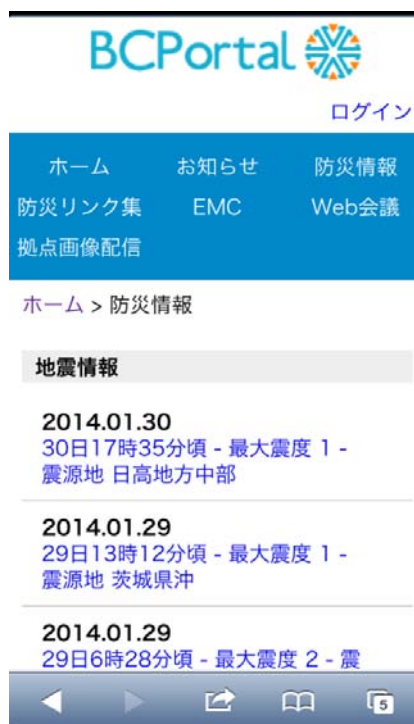 BCPortal
ログイン
ホーム お知らせ 防災情報
防災リンク集 EMC Web会議
拠点画像配信
ホーム > 防災情報
地震情報
2014.01.30
30日17時35分頃 - 最大震度 1 -
震源地 日高地方中部
2014.01.29
29日13時12分頃 - 最大震度 1 -
震源地 茨城県沖
2014.01.29
29日6時28分頃 - 最大震度 2 - 震
5